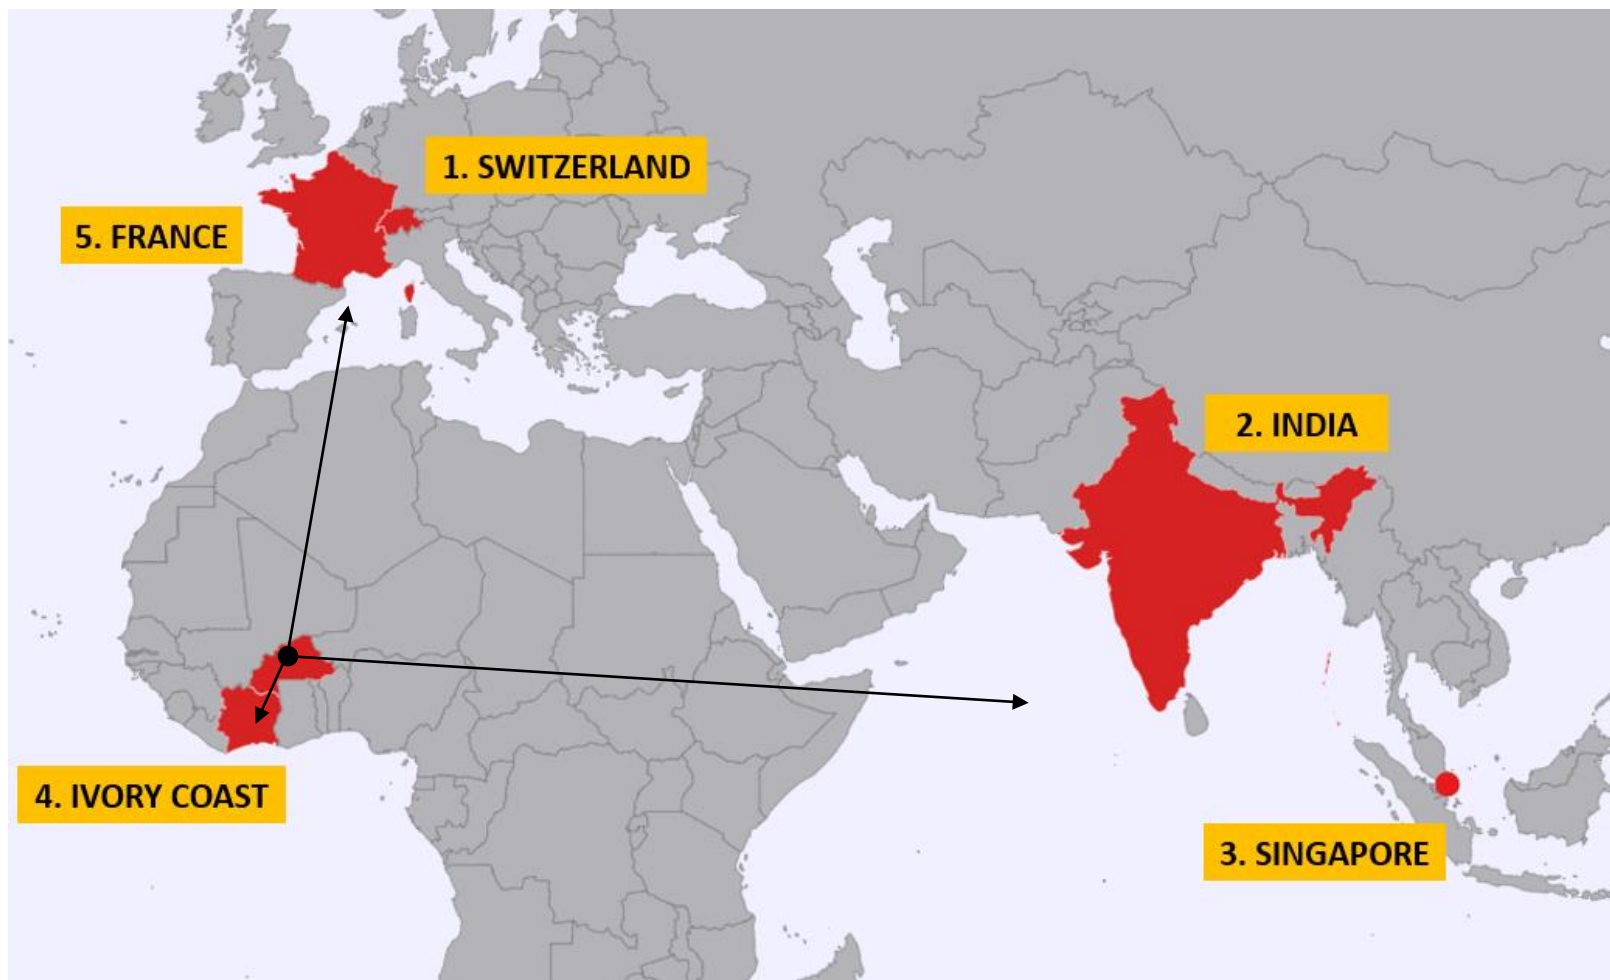 1. SWITZERLAND
5. FRANCE
2. INDIA
4. IVORY COAST
3. SINGAPORE